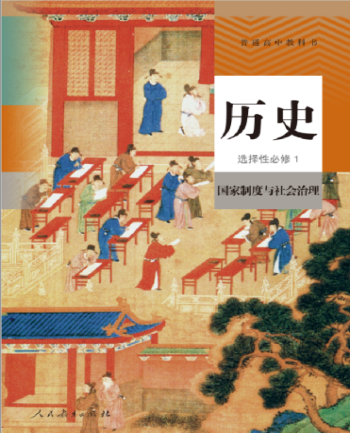 普通高中教科书
历史
选择性必修1
国家制度与社会治理
人民教育出版社